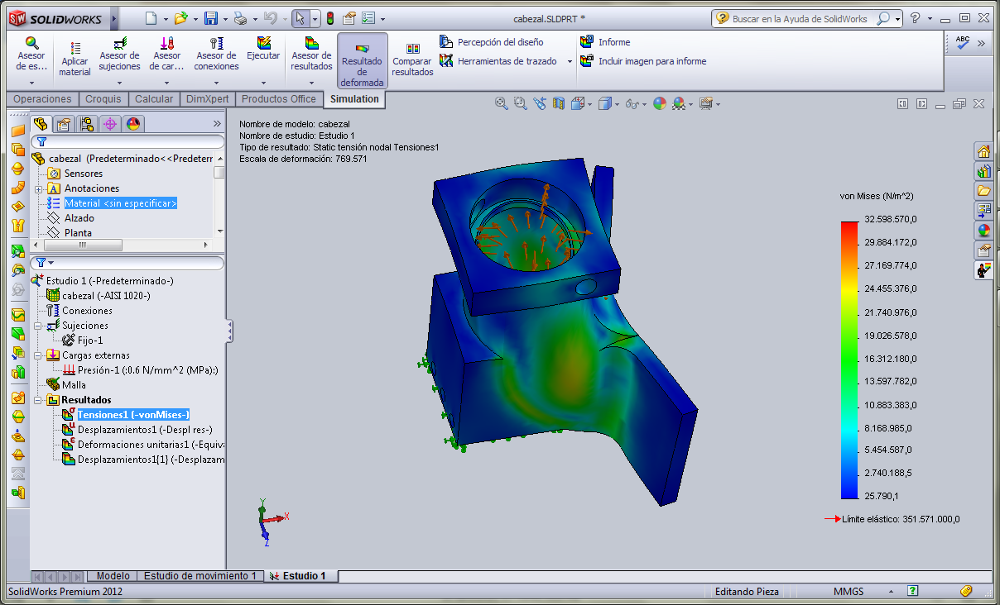 SOLIDWORKS
cabezal.SLDPRT *
Buscar en la Ayuda de SolidWorks
Asesor de es...
Aplicar material
Asesor de sujeciones
Asesor de car...
Asesor de conexiones
Ejecutar
Asesor de resultados
Resultado de deformada
Comparar resultados
Percepción del diseño
Herramientas de trazado
Informe
Incluir imagen para informe
ABC
Operaciones
Croquis
Calcular
DimXpert
Productos Office
Simulation
cabezal (Predeterminado<<Predeterr
Sensores
Anotaciones
Material <sin especificar>
Alzado
Planta
Estudio 1 (-Predeterminado-)
cabezal (-AISI 1020-)
Conexiones
Sujeciones
Fijo-1
Cargas externas
Presión-1 (:0.6 N/mm^2 (MPa):)
Malla
Resultados
Tensiones1 (-vonMises-)
Desplazamientos1 (-Despl res-)
Deformaciones unitarias1 (-Equiv
Desplazamientos1{1} (-Desplazam
Nombre de modelo: cabezal
Nombre de estudio: Estudio 1
Tipo de resultado: Static tensión nodal Tensiones1
Escala de deformación: 769.571
von Mises (N/m^2)
32.598.570,0
29.884.172,0
27.169.774,0
24.455.376,0
21.740.976,0
19.026.578,0
16.312.180,0
13.597.782,0
10.883.383,0
8.168.985,0
5.454.587,0
2.740.188,5
25.790,1
Límite elástico: 351.571.000,0
Y
X
Z
Modelo
Estudio de movimiento 1
Estudio 1
SolidWorks Premium 2012
Editando Pieza
MMGS